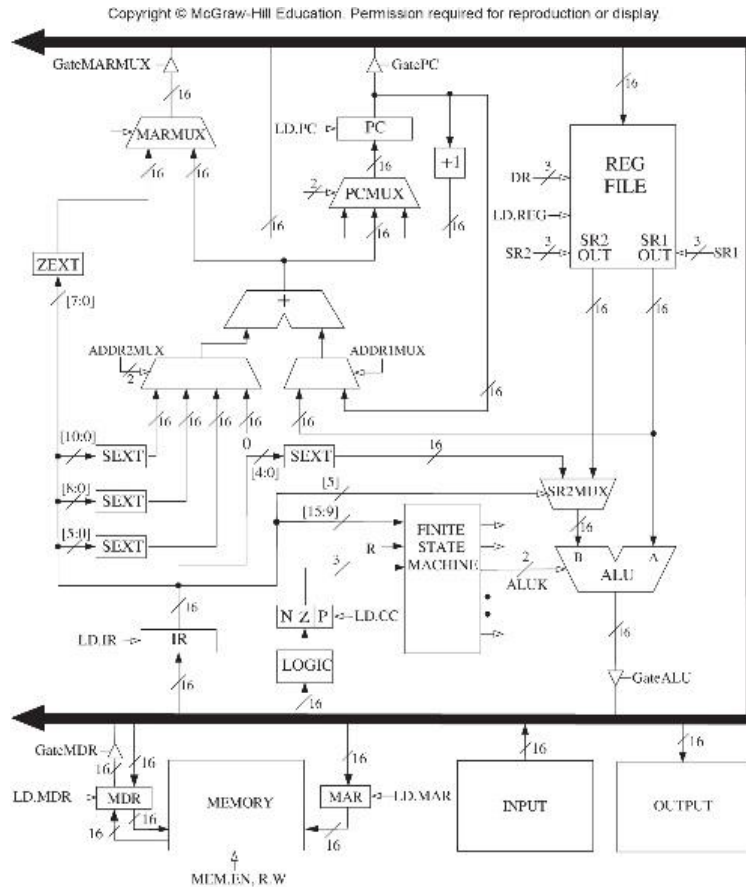 Copyright © McGraw-Hill Education. Permission required for reproduction or display.
GateMARMUX
GatePC
16
16
16
MARMUX
LD.PC
PC
+1
REG
FILE
16
16
16
2
PCMUX
DR
3
LD.REG
16
16
16
SR2
3
SR2
OUT
SR1
OUT
3
SR1
ZEXT
[7:0]
+
16
16
ADDR2MUX
2
ADDR1MUX
16
16
16
16
16
16
0
[10:0]
SEXT
[4:0]
SEXT
16
[8:0]
SEXT
[5]
SR2MUX
[15:9]
16
[5:0]
SEXT
FINITE
STATE
MACHINE
R
3
2
ALUK
B
A
ALU
16
N Z P
LD.CC
LD.IR
IR
LOGIC
16
16
16
GateALU
GateMDR
16
16
16
16
16
LD.MDR
MDR
MEMORY
MAR
LD.MAR
INPUT
OUTPUT
16
16
16
MEM.EN, R.W